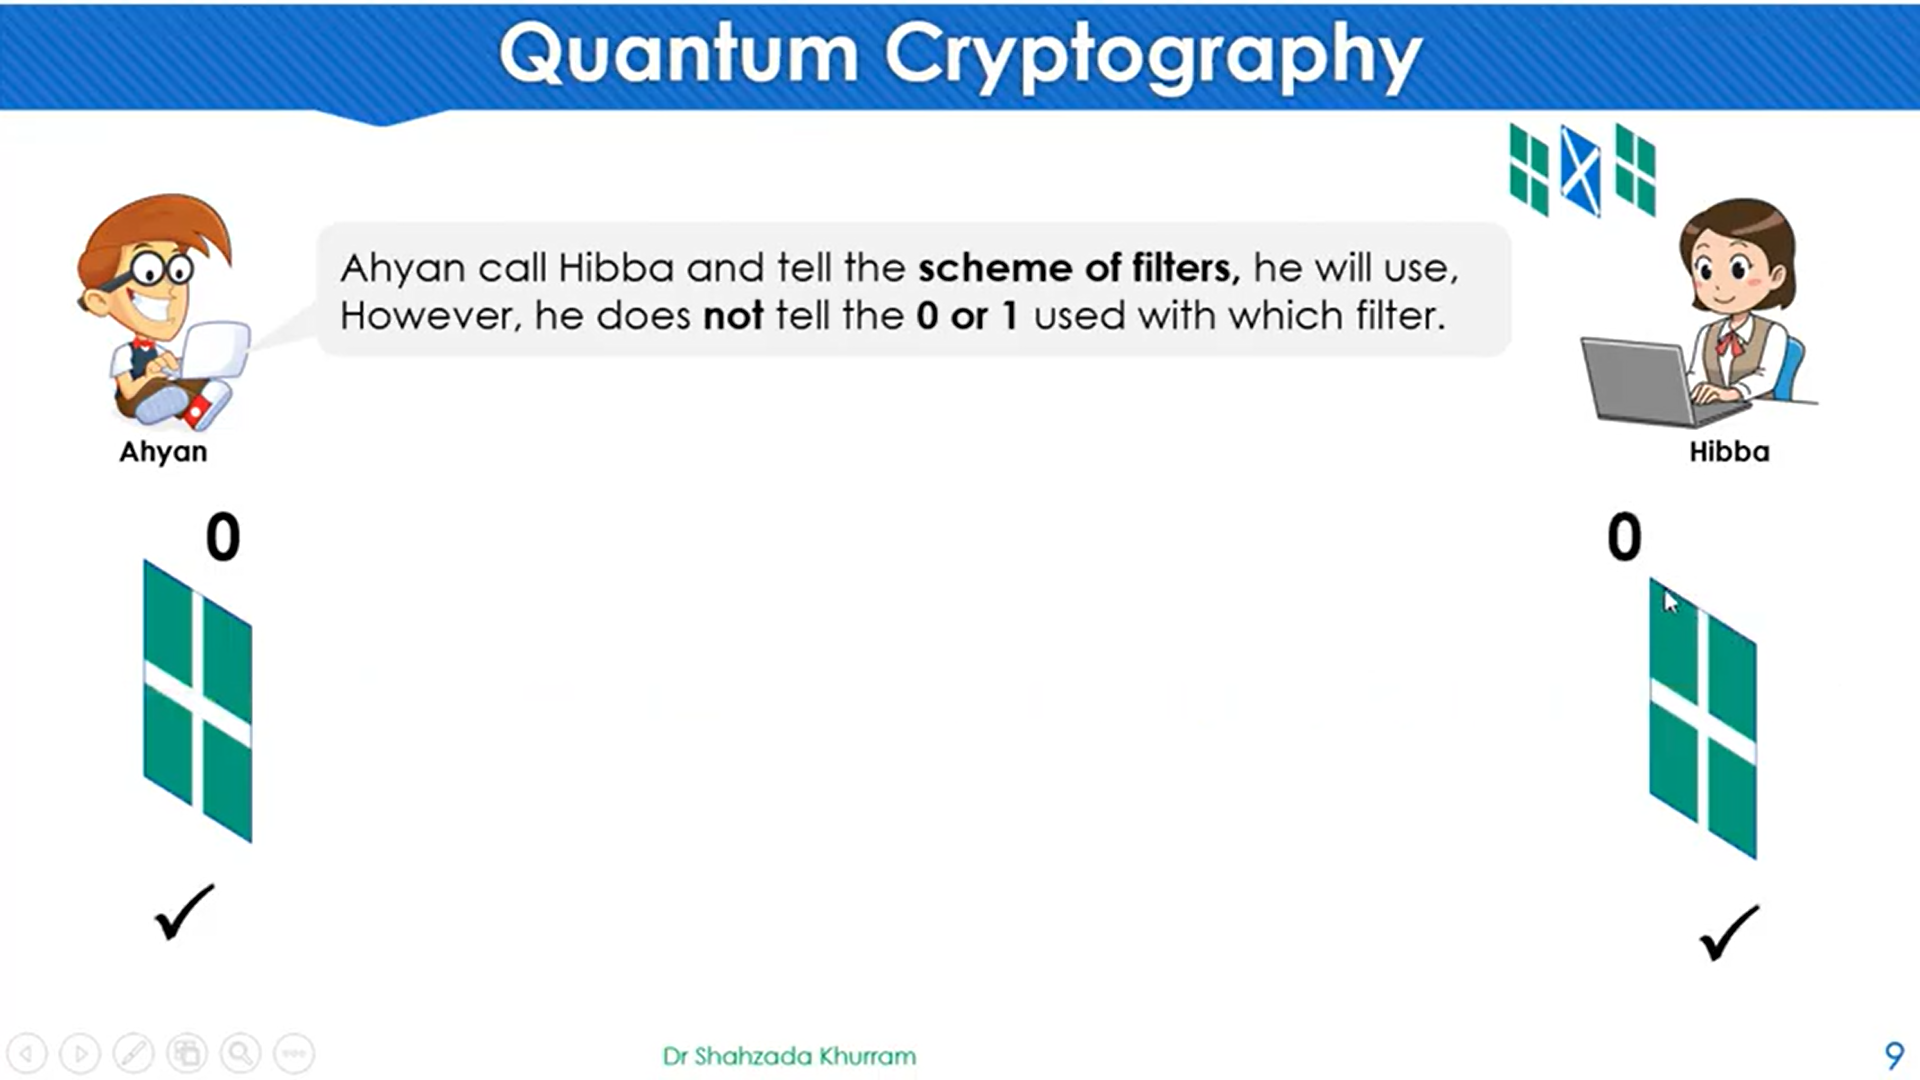 Quantum Cryptography
Ahyan call Hibba and tell the scheme of filters, he will use,
However, he does not tell the 0 or 1 used with which filter.
Ahyan
Hibba
0
0
Dr Shahzada Khurram
9